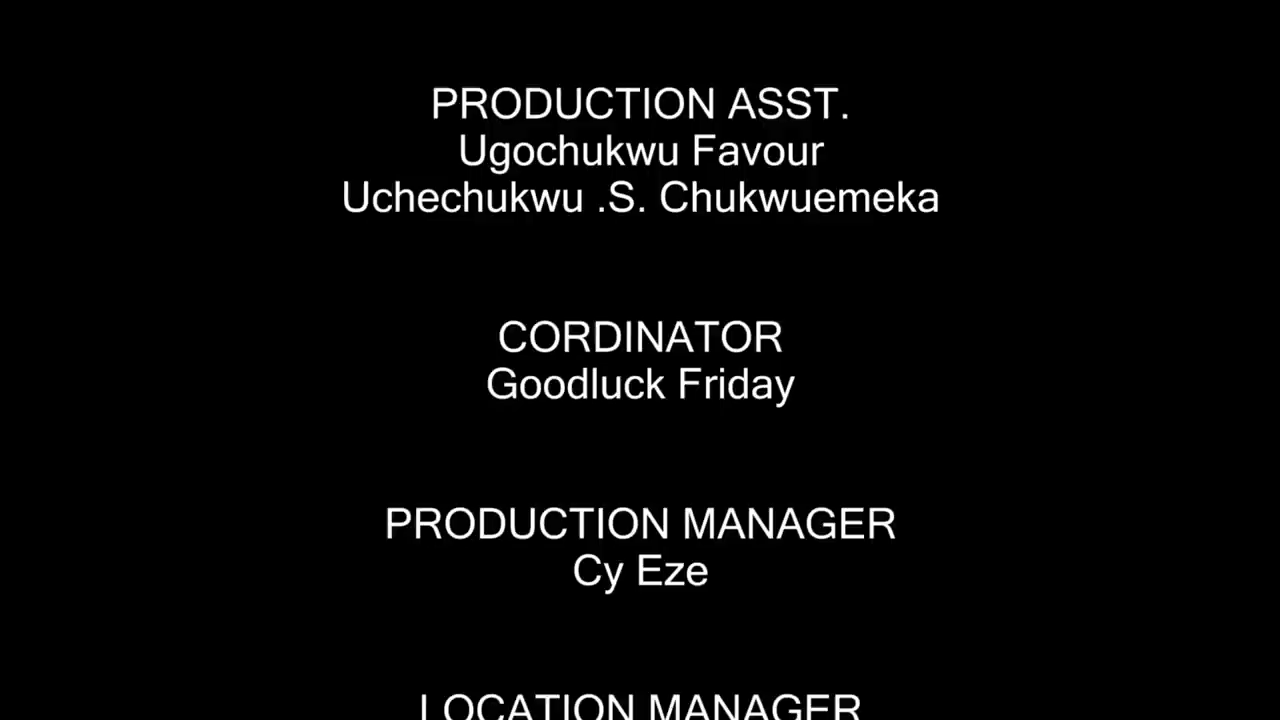 PRODUCTION ASST.
Ugochukwu Favour
Uchechukwu .S. Chukwuemeka
CORDINATOR
Goodluck Friday
PRODUCTION MANAGER
Cy Eze
LOCATION MANAGER